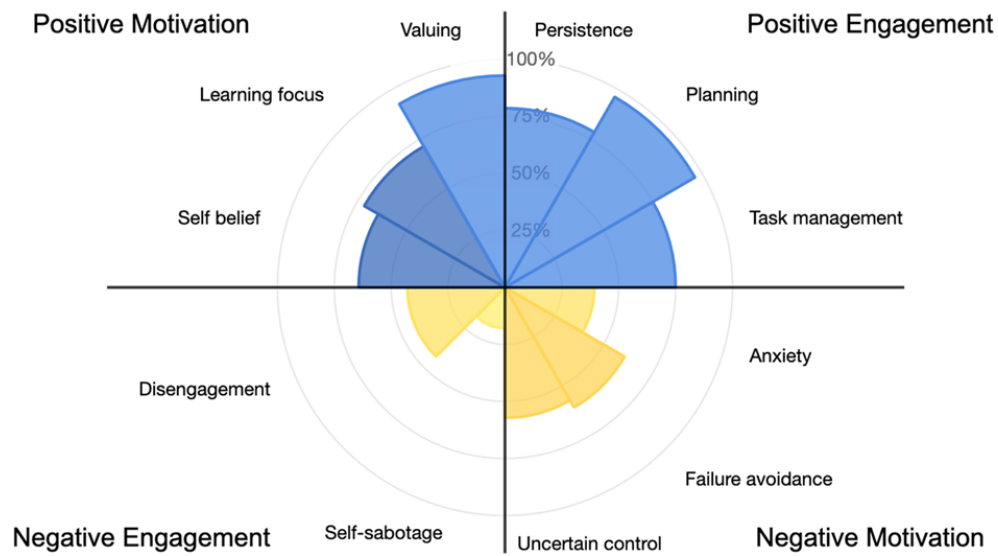 Positive Motivation
Valuing
Persistence
Positive Engagement
100%
Learning focus
Planning
75%
50%
Self belief
Task management
25%
Anxiety
Disengagement
Failure avoidance
Negative Engagement
Self-sabotage
Uncertain control
Negative Motivation